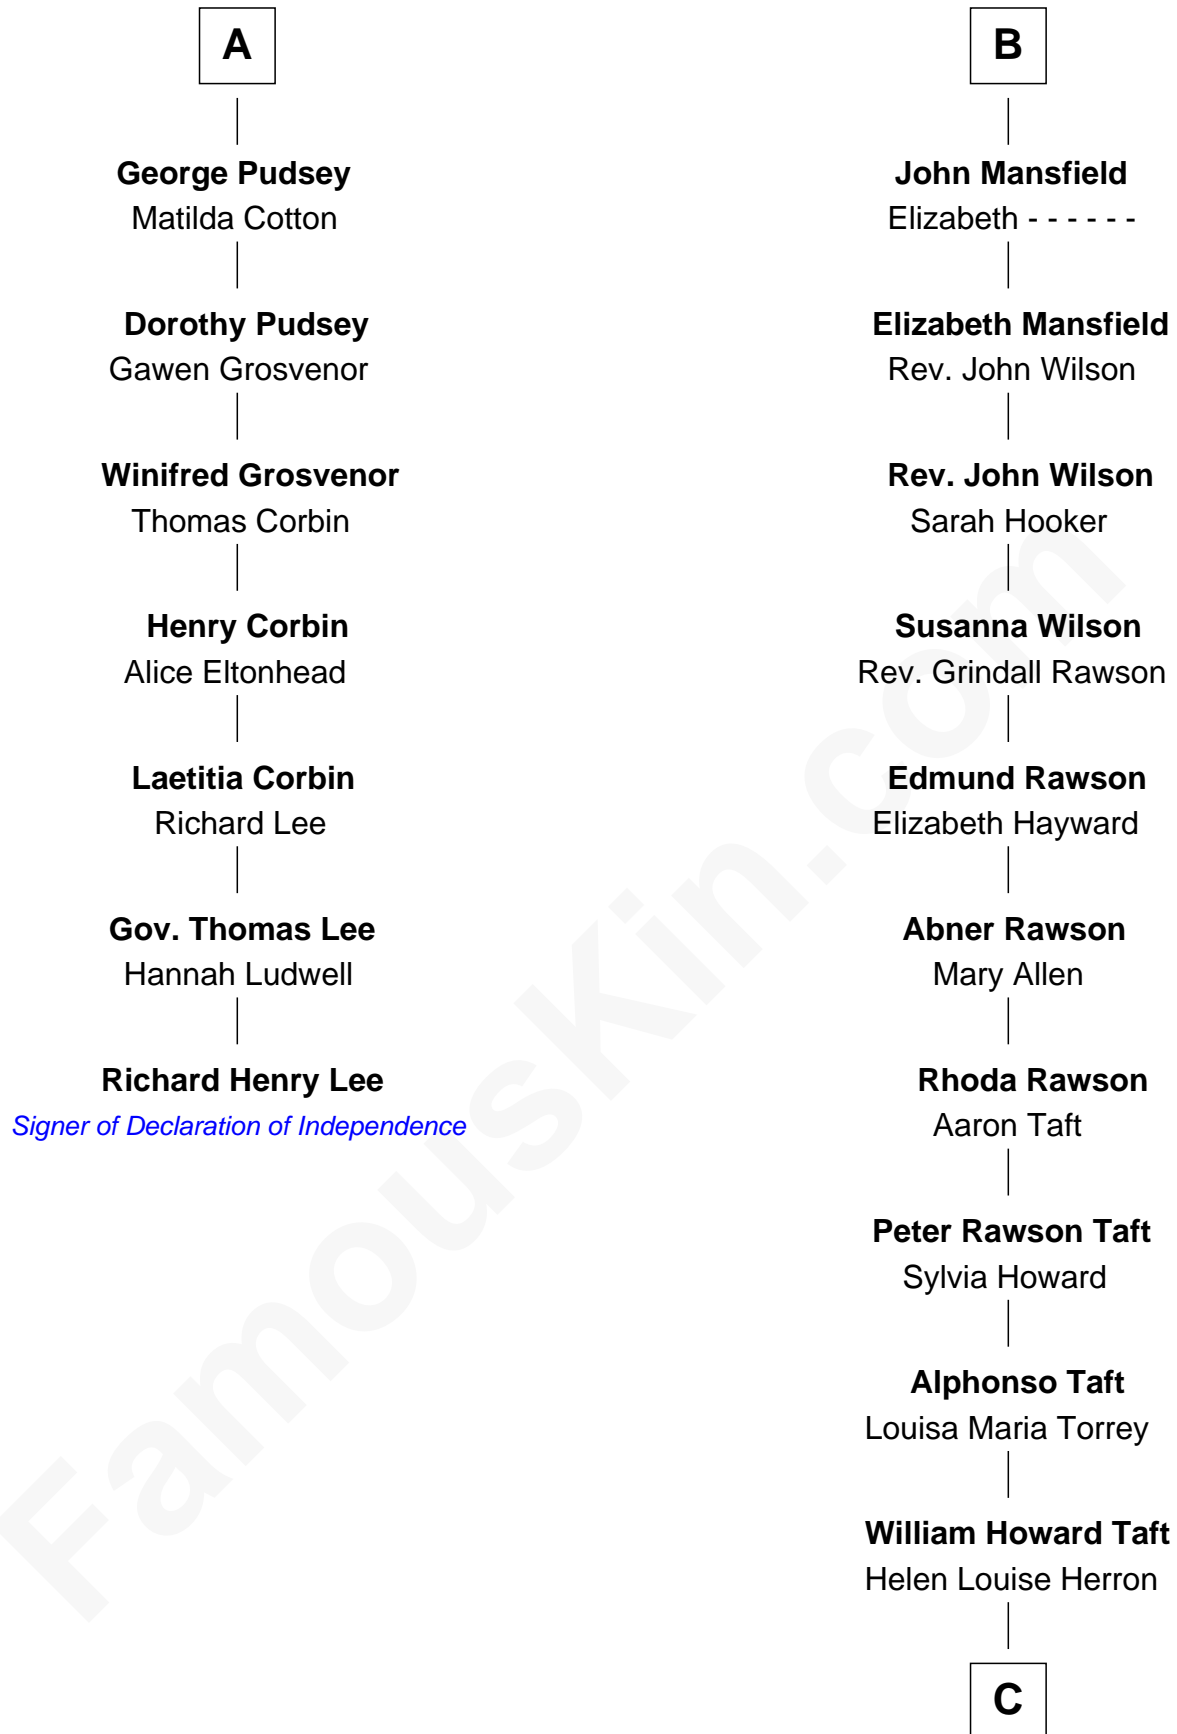 A
George Pudsey
Matilda Cotton
Dorothy Pudsey
Gawen Grosvenor
Winifred Grosvenor
Thomas Corbin
Henry Corbin
Alice Eltonhead
Laetitia Corbin
Richard Lee
Gov. Thomas Lee
Hannah Ludwell
Richard Henry Lee
Signer of Declaration of Independence
B
John Mansfield
Elizabeth - - - - - -
Elizabeth Mansfield
Rev. John Wilson
Rev. John Wilson
Sarah Hooker
Susanna Wilson
Rev. Grindall Rawson
Edmund Rawson
Elizabeth Hayward
Abner Rawson
Mary Allen
Rhoda Rawson
Aaron Taft
Peter Rawson Taft
Sylvia Howard
Alphonso Taft
Louisa Maria Torrey
William Howard Taft
Helen Louise Herron
C
FamousKin.com